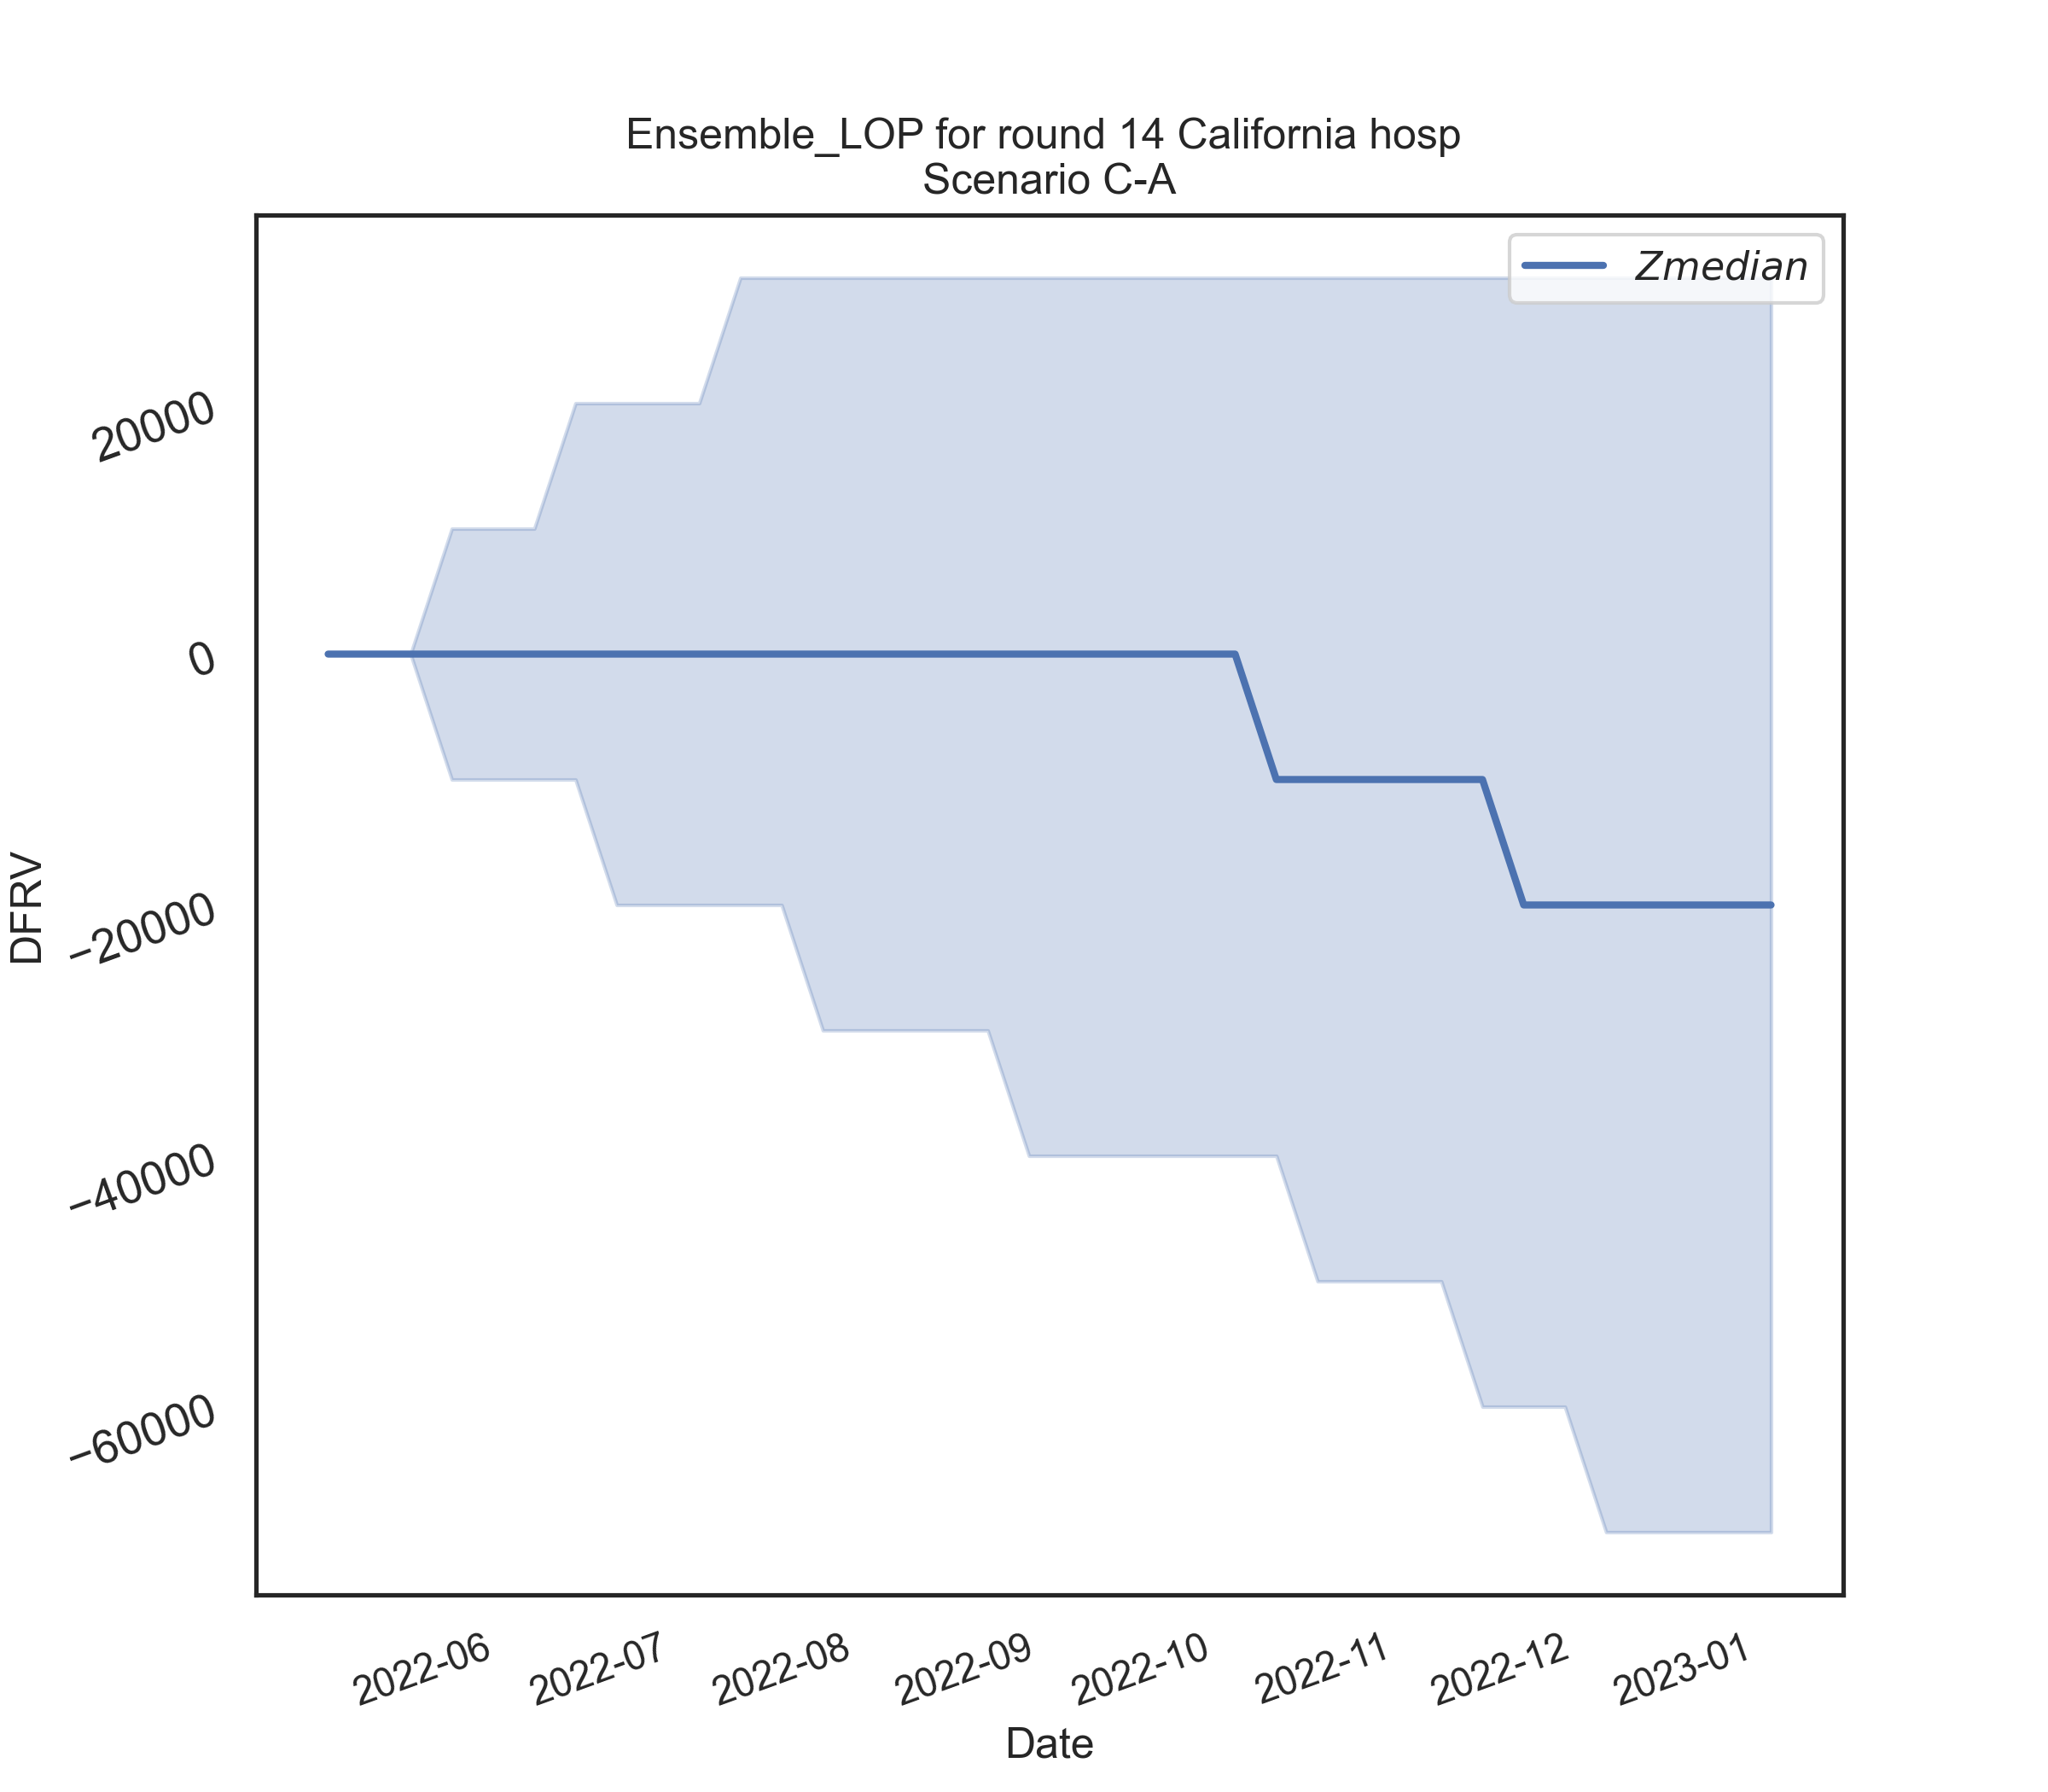 Ensemble_LOP for round 14 California hosp
Scenario C-A
Zmedian
20000
0
−20000
−40000
−60000
DFRV
2022-06
2022-07
2022-08
2022-09
2022-10
2022-11
2022-12
2023-01
Date